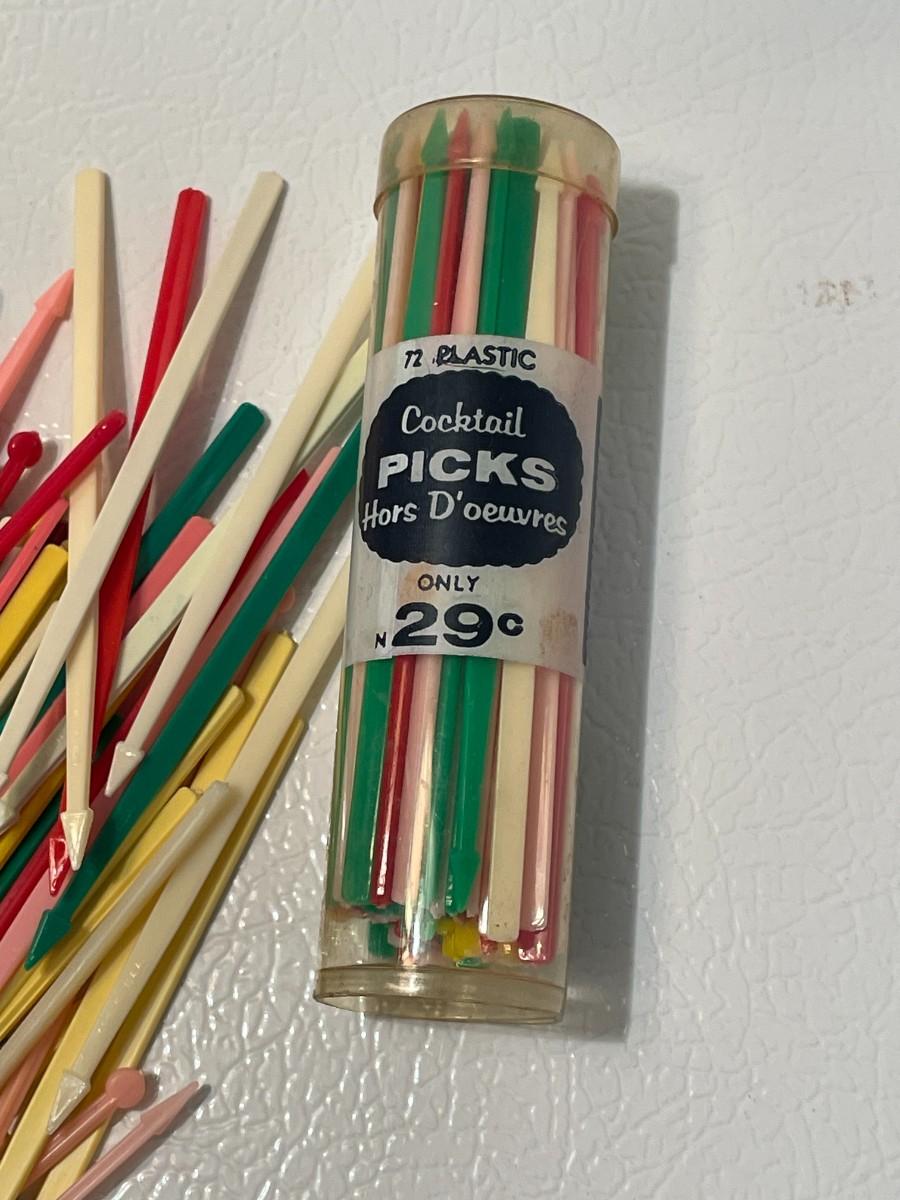 72 PLASTIC
Cocktail
PICKS
Hors D'oeuvres
ONLY
N 29c